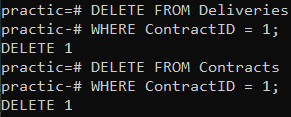 practic=# DELETE FROM Deliveries
practic-# WHERE ContractID = 1;
DELETE 1
practic=# DELETE FROM Contracts
practic-# WHERE ContractID = 1;
DELETE 1